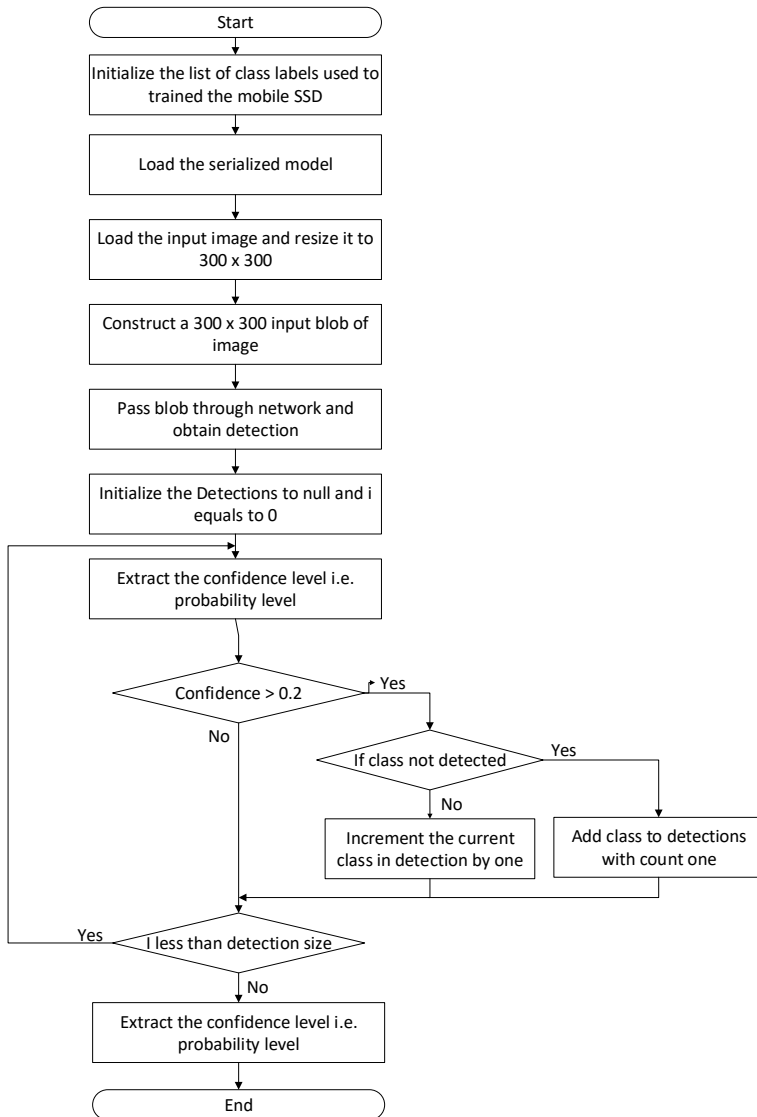 Start
Initialize the list of class labels used to
trained the mobile SSD
Load the serialized model
Load the input image and resize it to
300 x 300
Construct a 300 x 300 input blob of
image
Pass blob through network and
obtain detection
Initialize the Detections to null and i
equals to 0
Extract the confidence level i.e.
probability level
Confidence > 0.2
Yes
No
If class not detected
Yes
No
Increment the current
class in detection by one
Add class to detections
with count one
Yes
I less than detection size
No
Extract the confidence level i.e.
probability level
End